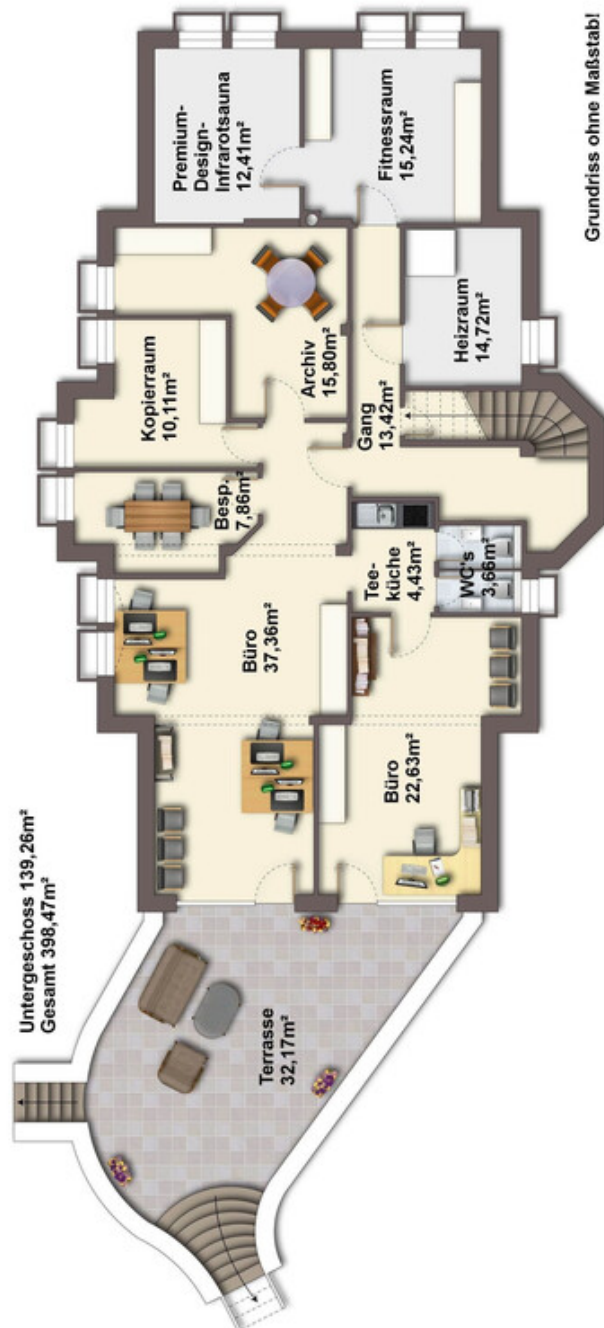 Untergeschoss 139,26m²
Gesamt 398,47m²
Terrasse
32,17m²
Büro
37,36m²
Büro
22,63m²
Besp.
7,86m²
Tee-
küche
4,43m²
WC's
3,66m²
Kopierraum
10,11m²
Archiv
15,80m²
Gang
13,42m²
Heizraum
14,72m²
Premium-
Design-
Infrarotsauna
12,41m²
Fitnessraum
15,24m²
Grundriss ohne Maßstab!